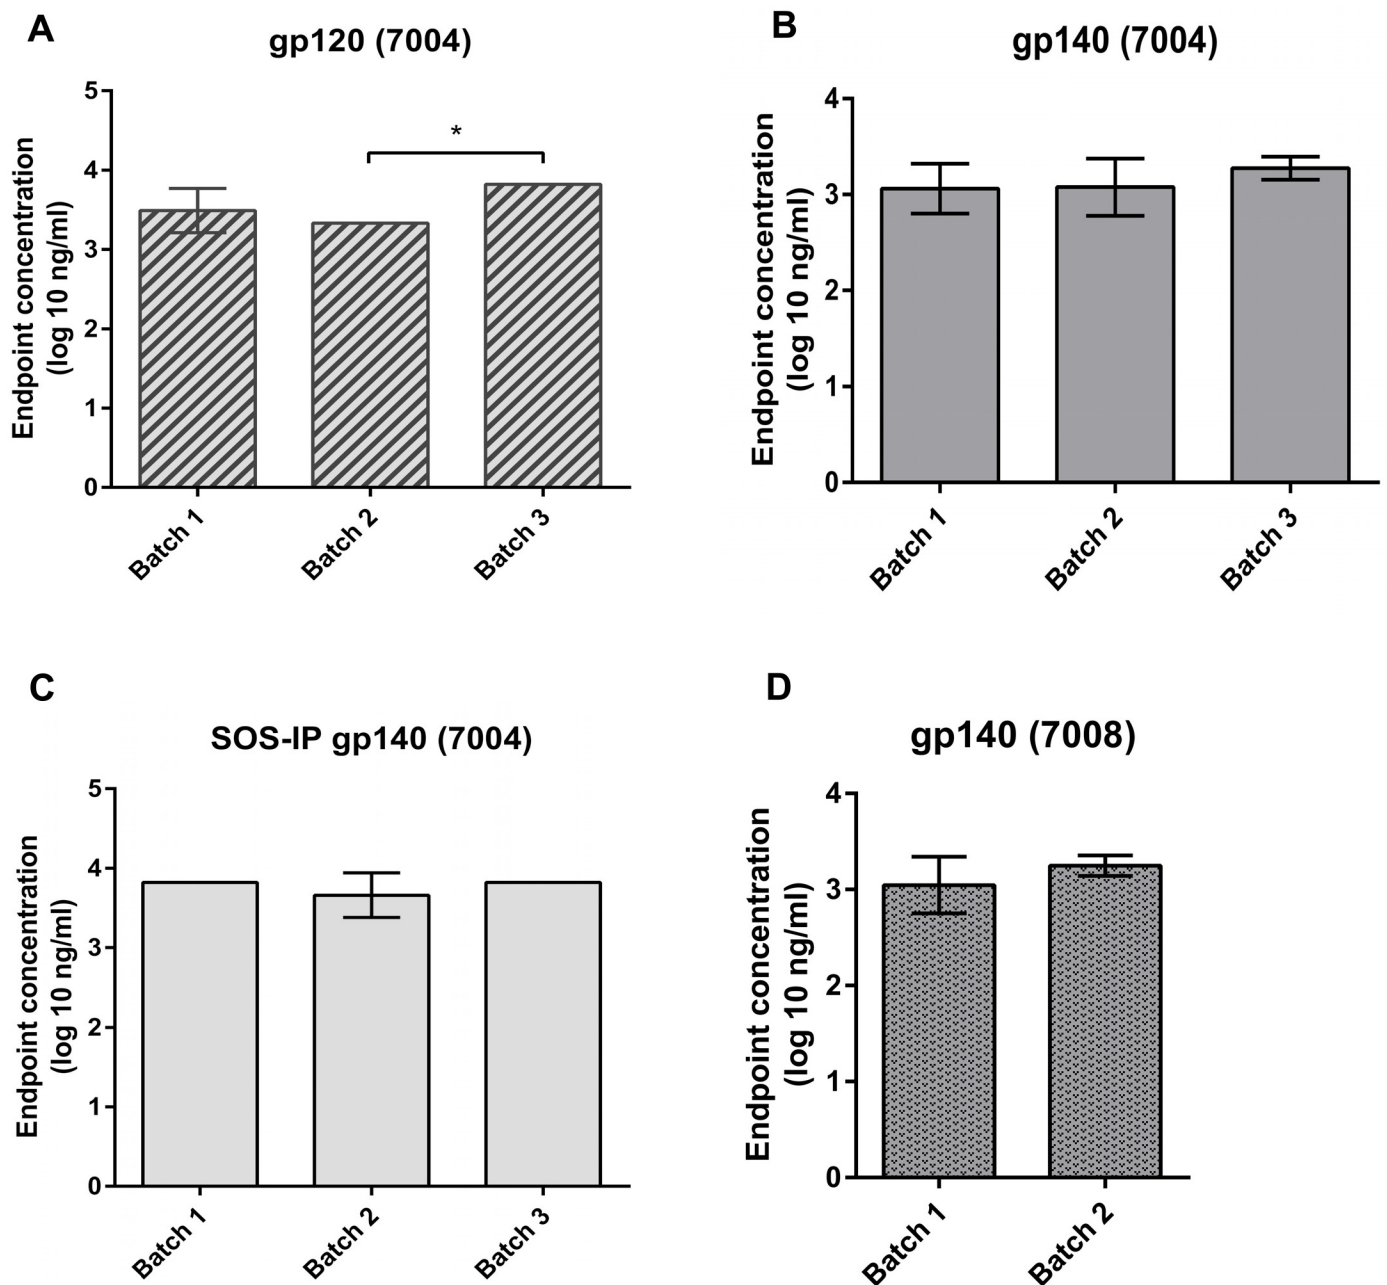 A
gp120 (7004)
Endpoint concentration
(log 10 ng/ml)
5
4
3
2
1
0
*
Batch 1
Batch 2
Batch 3
B
gp140 (7004)
Endpoint concentration
(log 10 ng/ml)
4
3
2
1
0
Batch 1
Batch 2
Batch 3
C
SOS-IP gp140 (7004)
Endpoint concentration
(log 10 ng/ml)
5
4
3
2
1
0
Batch 1
Batch 2
Batch 3
D
gp140 (7008)
Endpoint concentration
(log 10 ng/ml)
4
3
2
1
0
Batch 1
Batch 2